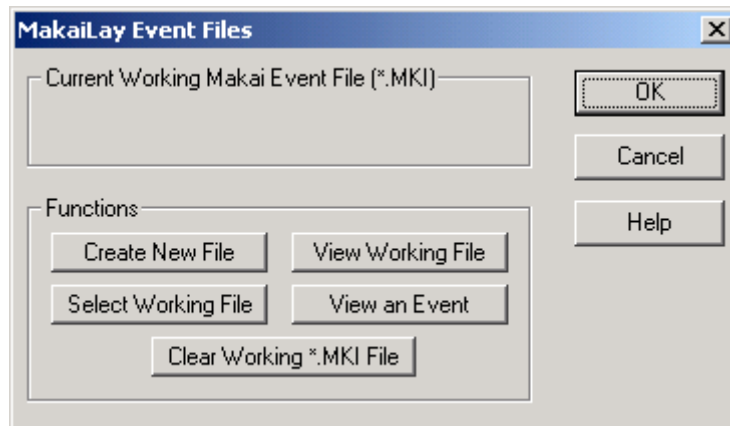 MakaiLay Event Files
Current Working Makai Event File (*.MKI)
OK
Cancel
Functions
Help
Create New File
View Working File
Select Working File
View an Event
Clear Working *.MKI File